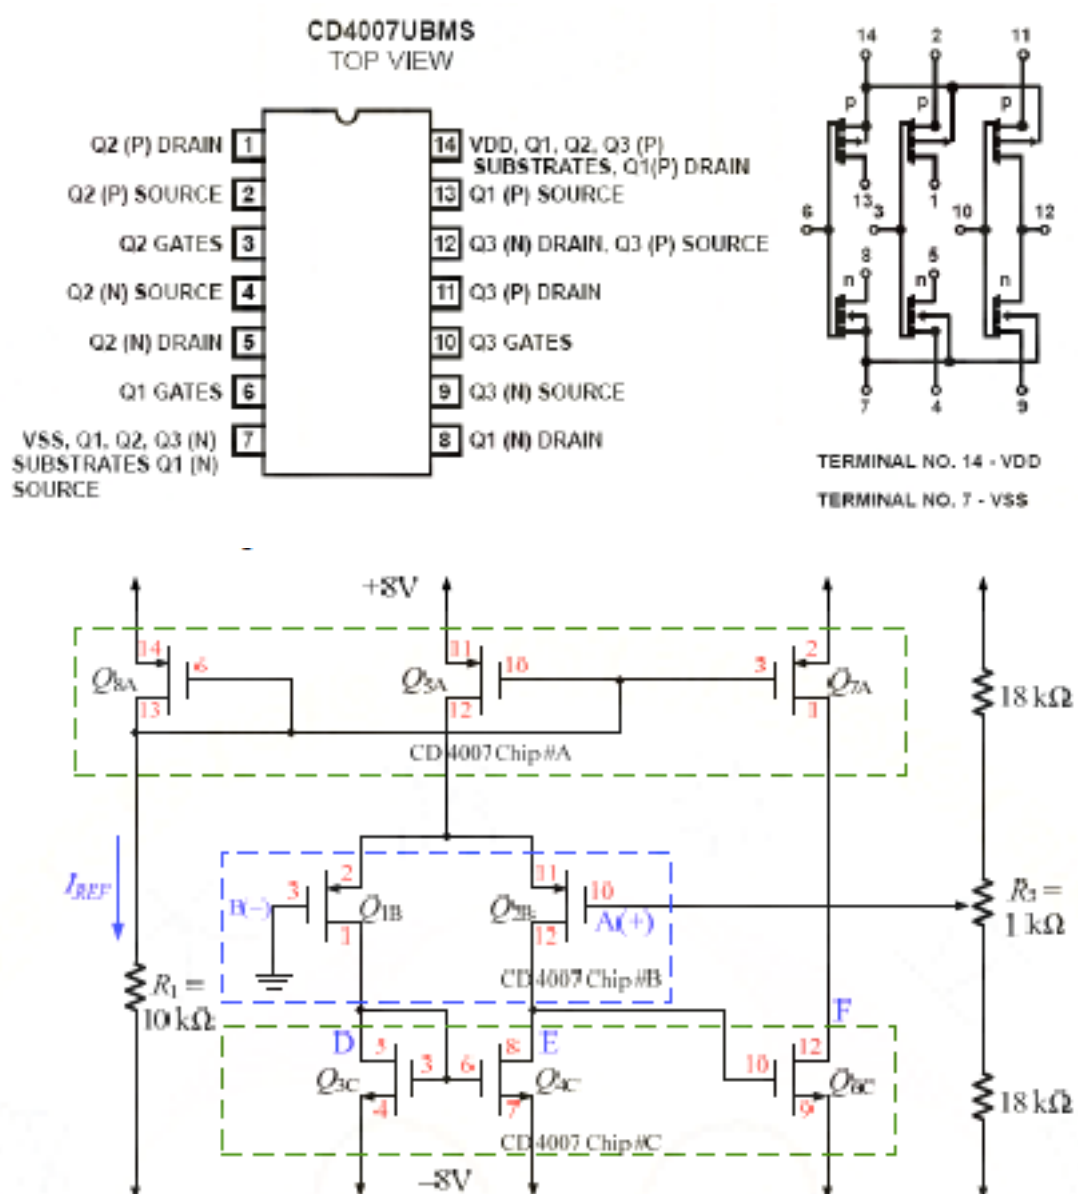 CD4007UBMS
TOP VIEW
Q2 (P) DRAIN 1
Q2 (P) SOURCE 2
Q2 GATES 3
Q2 (N) SOURCE 4
Q2 (N) DRAIN 5
Q1 GATES 6
VSS, Q1, Q2, Q3 (N) 7
SUBSTRATES Q1 (N)
SOURCE
14 VDD, Q1, Q2, Q3 (P)
SUBSTRATES, Q1(P) DRAIN
13 Q1 (P) SOURCE
12 Q3 (N) DRAIN, Q3 (P) SOURCE
11 Q3 (P) DRAIN
10 Q3 GATES
9 Q3 (N) SOURCE
8 Q1 (N) DRAIN
14 2 11
p p p
13 1
6 3 10 12
8 5
n n n
7 4 9
TERMINAL NO. 14 - VDD
TERMINAL NO. 7 - VSS
+8V
14 11 2
Q8A 6 Q5A 10 3 Q7A
13 12 1
18 kΩ
CD 4007 Chip #A
IREF
2 11
B(–) 3 Q1B Q2B 10 A(+)
1 12
R3 =
1 kΩ
CD 4007 Chip #B
R1 =
10 kΩ
D E F
5 8 12
Q3C 3 6 Q4C 10 Q6C
4 7 9
18 kΩ
CD 4007 Chip #C
–8V